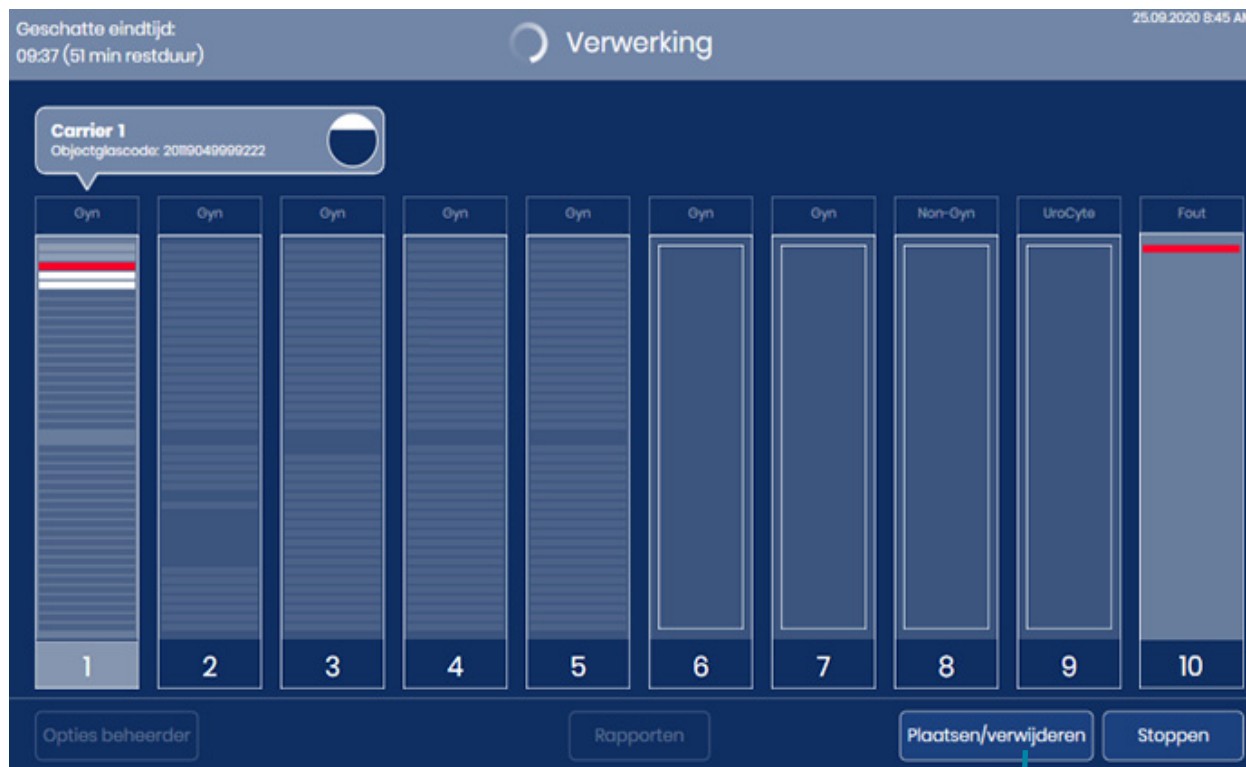 Geschatte eindtijd:
09:37 (51 min restduur)
Verwerking
25.09.2020 8:45 AM
Carrier 1
Objectglascode: 20119049999222
Gyn Gyn Gyn Gyn Gyn Gyn Gyn Non-Gyn UroCyte Fout
1 2 3 4 5 6 7 8 9 10
Opties beheerder Rapporten Plaatsen/verwijderen Stoppen